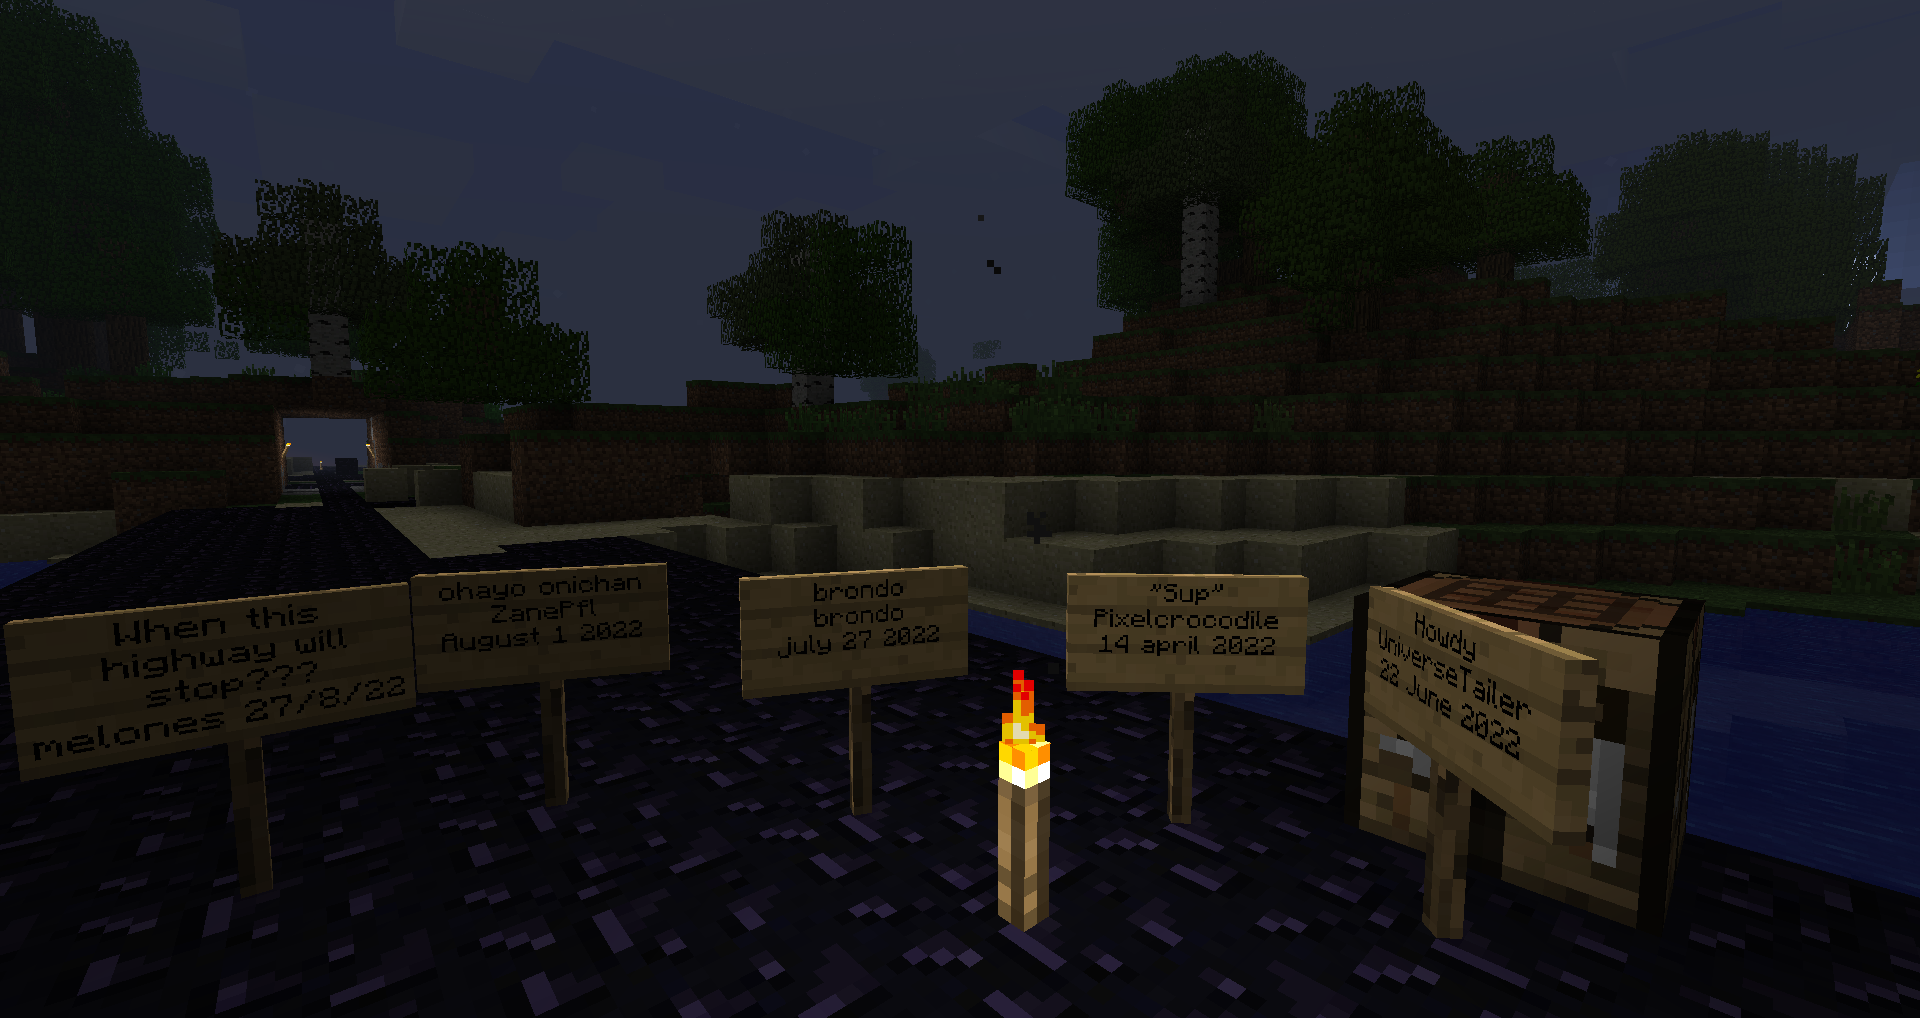 When this
highway will
stop???
melones 27/8/22
ohayo onichan
ZanePfl
August 1 2022
brondo
brondo
july 27 2022
"Sup"
Pixelcrocodile
14 april 2022
Howdy
UniverseTailer
22 June 2022